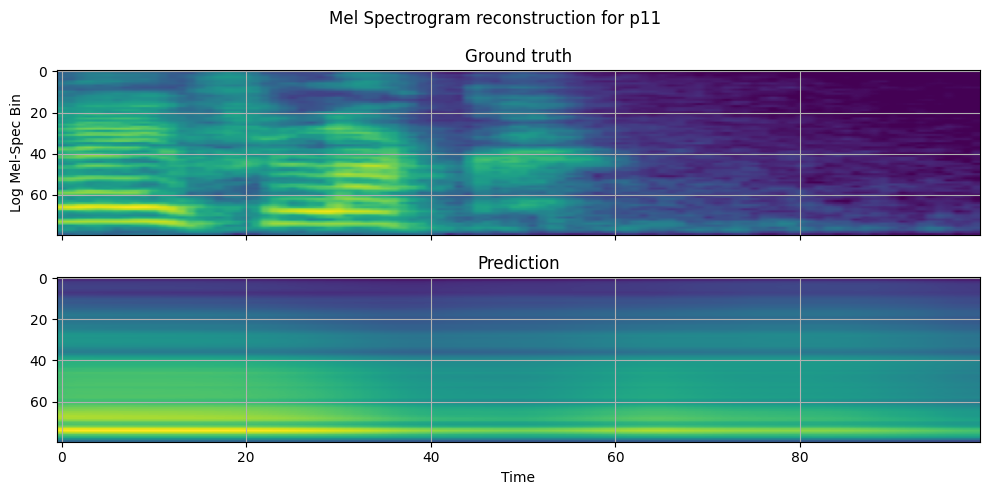 Mel Spectrogram reconstruction for p11
Ground truth
Log Mel-Spec Bin
0
20
40
60
Prediction
0
20
40
60
0 20 40 60 80
Time